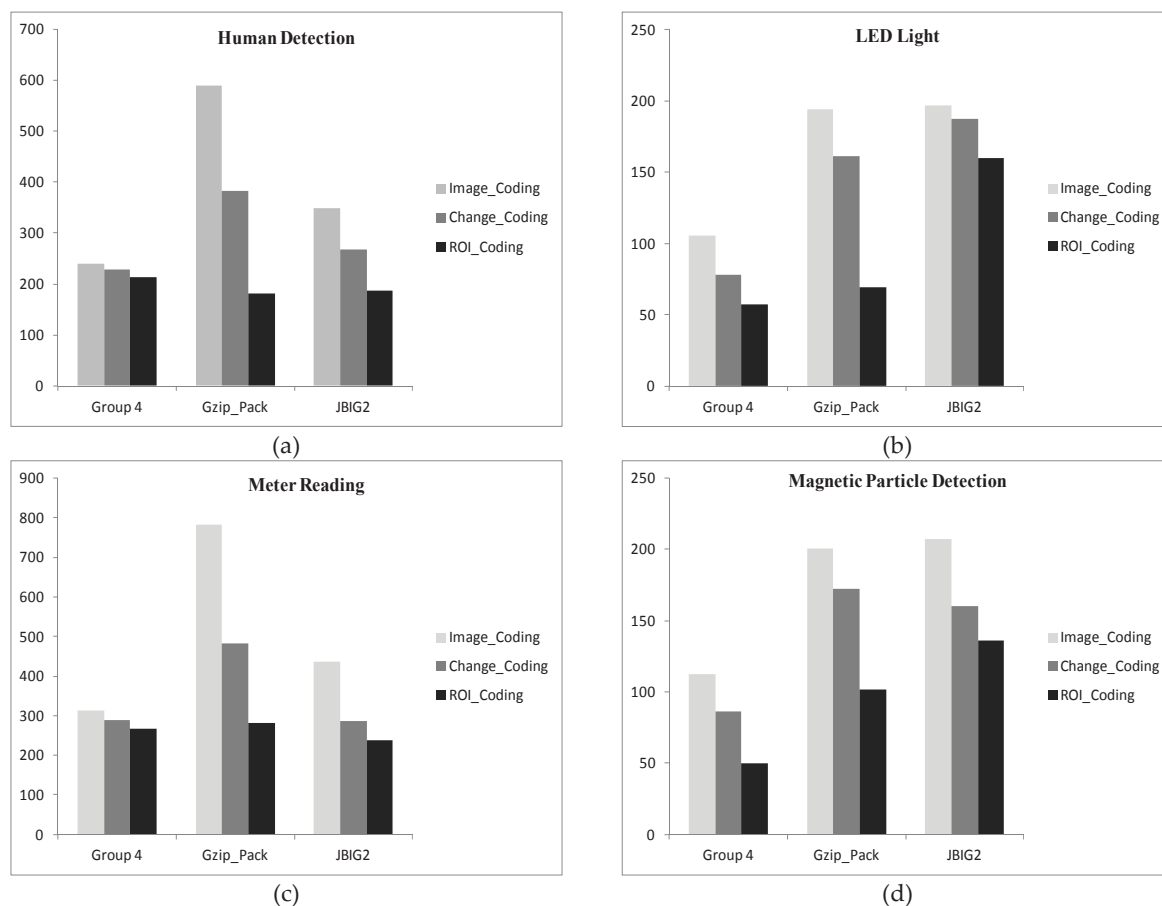 Human Detection
700
600
500
400
300
200
100
0
Group 4 Gzip_Pack JBIG2
Image_Coding
Change_Coding
ROI_Coding
(a)
LED Light
250
200
150
100
50
0
Group 4 Gzip_Pack JBIG2
Image_Coding
Change_Coding
ROI_Coding
(b)
Meter Reading
900
800
700
600
500
400
300
200
100
0
Group 4 Gzip_Pack JBIG2
Image_Coding
Change_Coding
ROI_Coding
(c)
Magnetic Particle Detection
250
200
150
100
50
0
Group 4 Gzip_Pack JBIG2
Image_Coding
Change_Coding
ROI_Coding
(d)